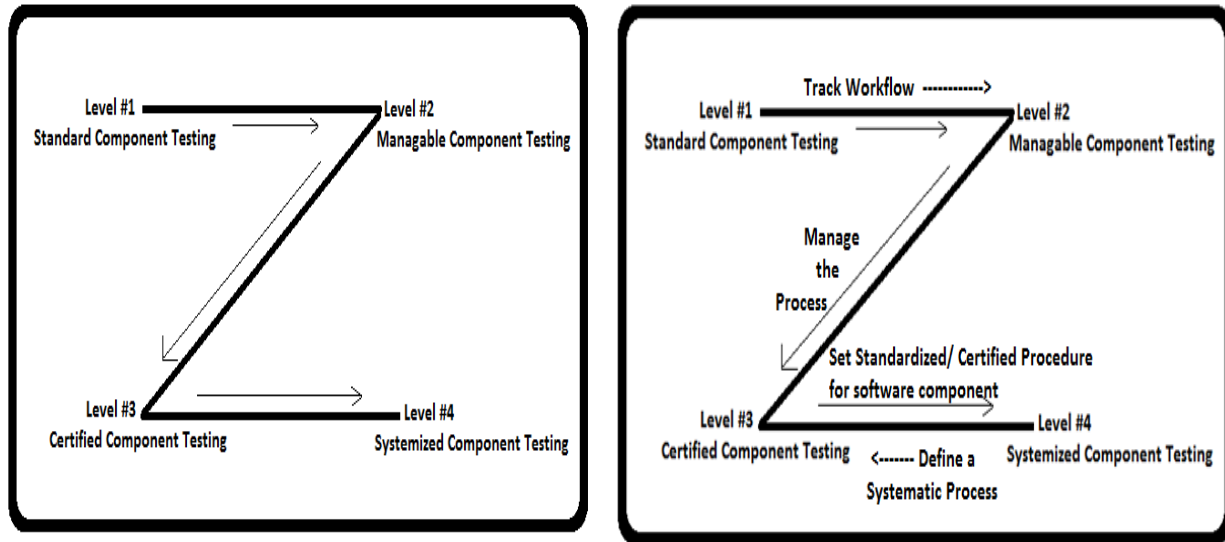 Level #1
Level #2
Standard Component Testing
Managable Component Testing
Level #3
Level #4
Certified Component Testing
Systemized Component Testing
Track Workflow ------------>
Level #1
Level #2
Standard Component Testing
Managable Component Testing
Manage
the
Process
Set Standardized/ Certified Procedure
for software component
Level #3
Level #4
Certified Component Testing
Systemized Component Testing
<------- Define a
Systematic Process